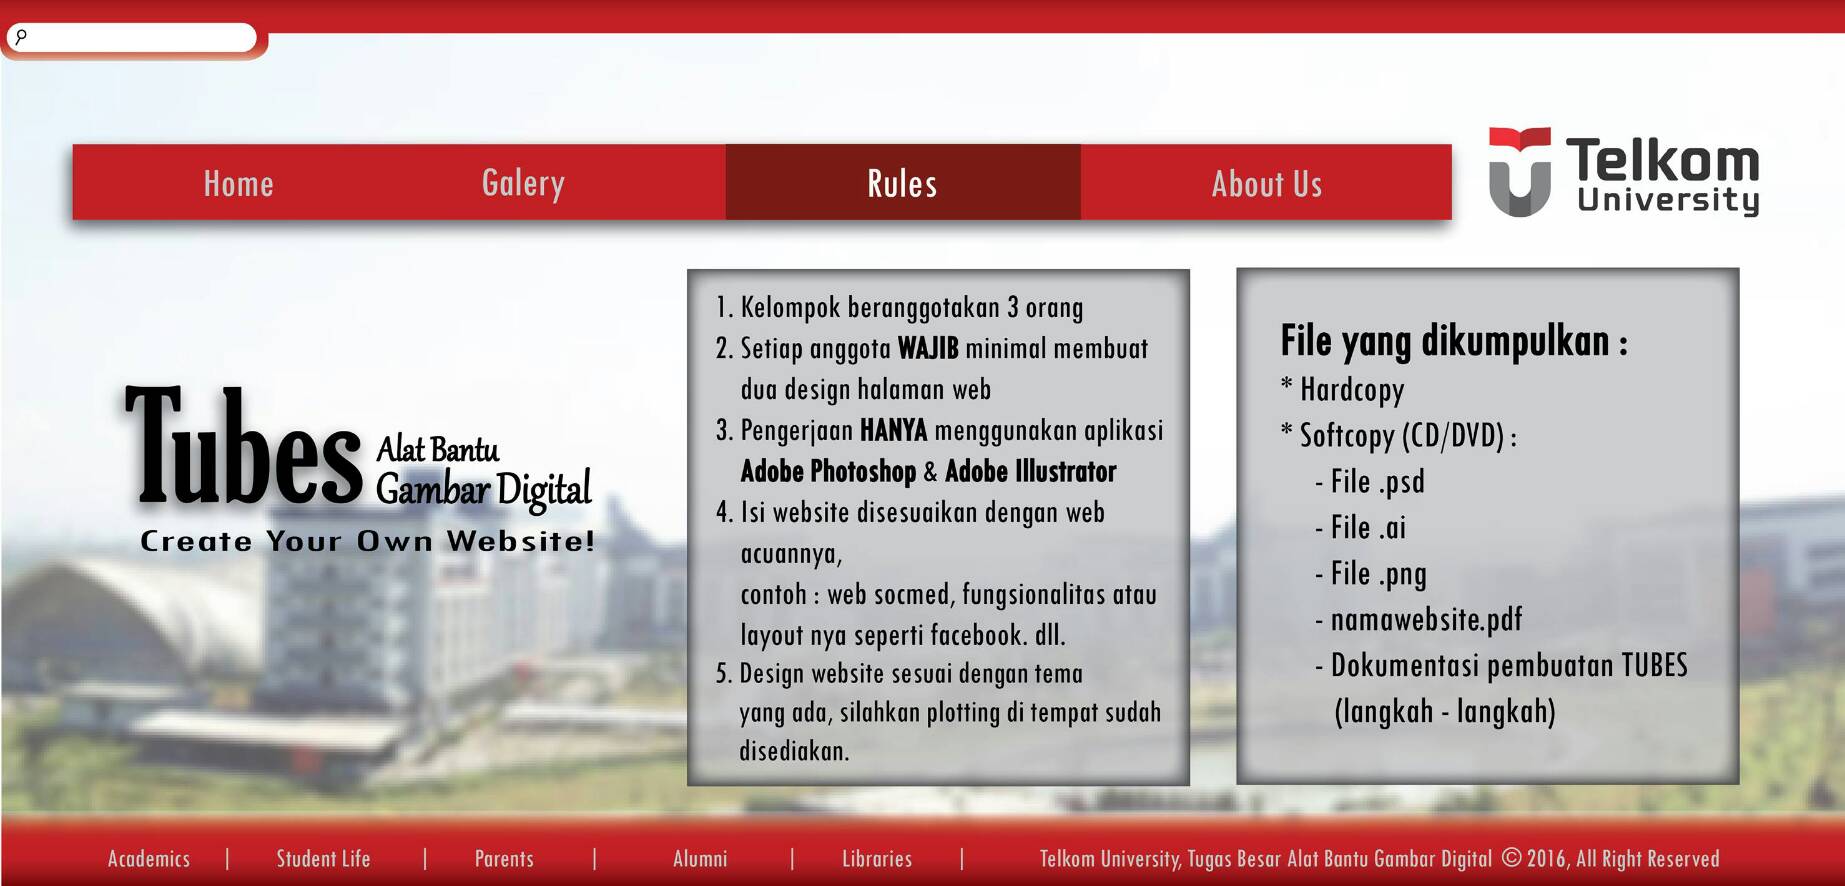 Home
Galery
Rules
About Us
Telkom
University
Tubes Alat Bantu
Gambar Digital
Create Your Own Website!
1. Kelompok beranggotakan 3 orang
2. Setiap anggota WAJIB minimal membuat
dua design halaman web
3. Pengerjaan HANYA menggunakan aplikasi
Adobe Photoshop & Adobe Illustrator
4. Isi website disesuaikan dengan web
acuannya,
contoh : web socmed, fungsionalitas atau
layout nya seperti facebook. dll.
5. Design website sesuai dengan tema
yang ada, silahkan plotting di tempat sudah
disediakan.
File yang dikumpulkan :
* Hardcopy
* Softcopy (CD/DVD) :
- File .psd
- File .ai
- File .png
- namawebsite.pdf
- Dokumentasi pembuatan TUBES
(langkah - langkah)
Academics | Student Life | Parents | Alumni | Libraries | Telkom University, Tugas Besar Alat Bantu Gambar Digital © 2016, All Right Reserved